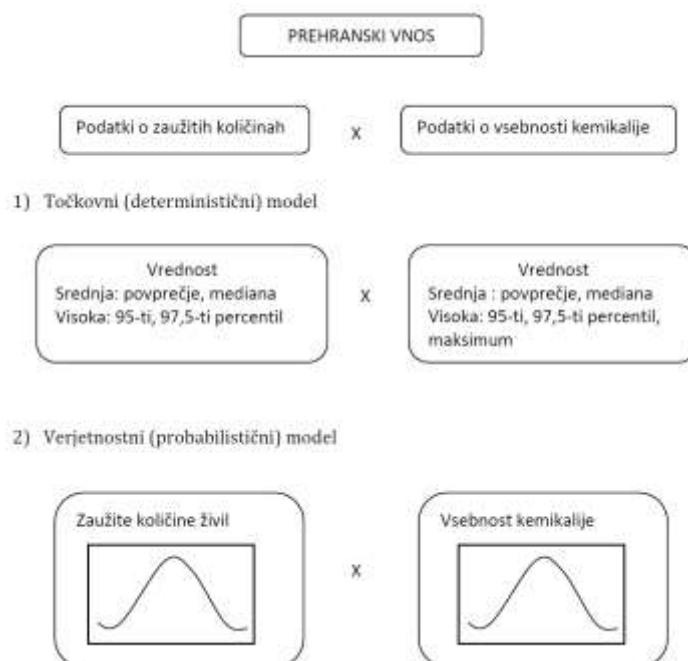 PREHRANSKI VNOS
Podatki o zaužitih količinah
X
Podatki o vsebnosti kemikalije
1) Točkovni (deterministični) model
Vrednost
Srednja: povprečje, mediana
Visoka: 95-ti, 97,5-ti percentil
X
Vrednost
Srednja : povprečje, mediana
Visoka: 95-ti, 97,5-ti percentil,
maksimum
2) Verjetnostni (probabilistični) model
Zaužite količine živil
X
Vsebnost kemikalije